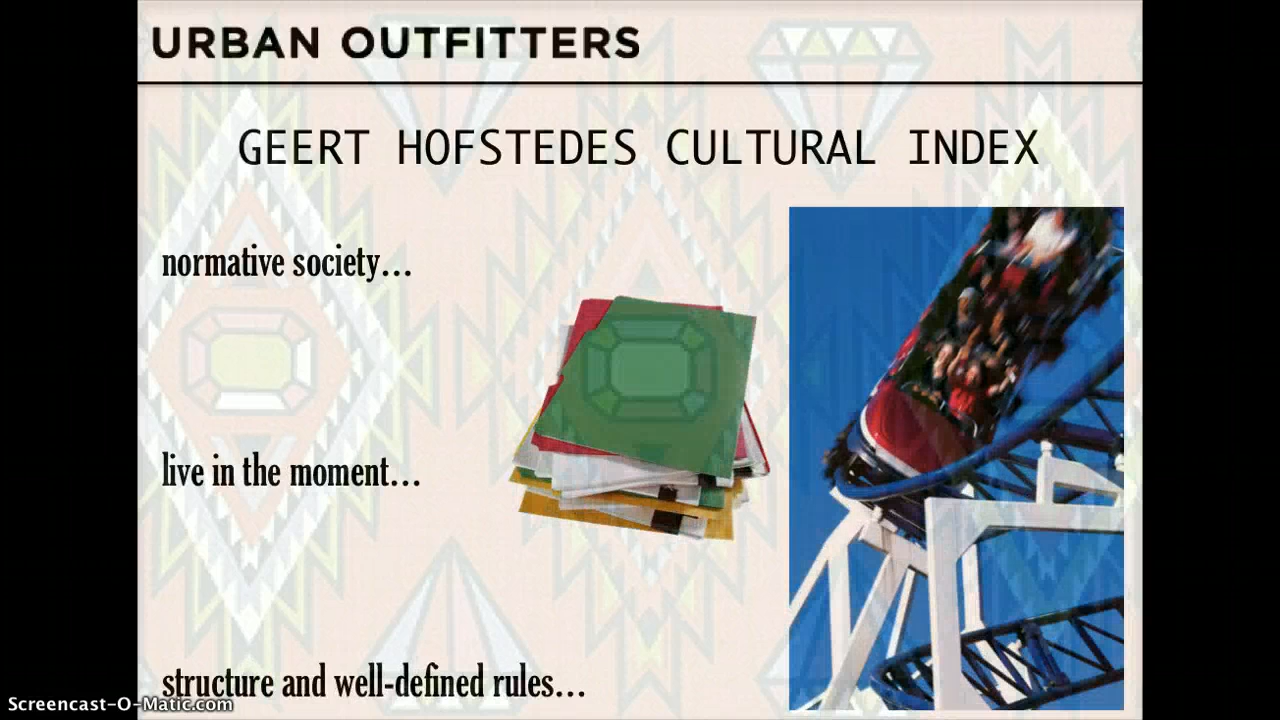 URBAN OUTFITTERS
GEERT HOFSTEDES CULTURAL INDEX
normative society...
live in the moment...
structure and well-defined rules...
Screencast-O-Matic.com